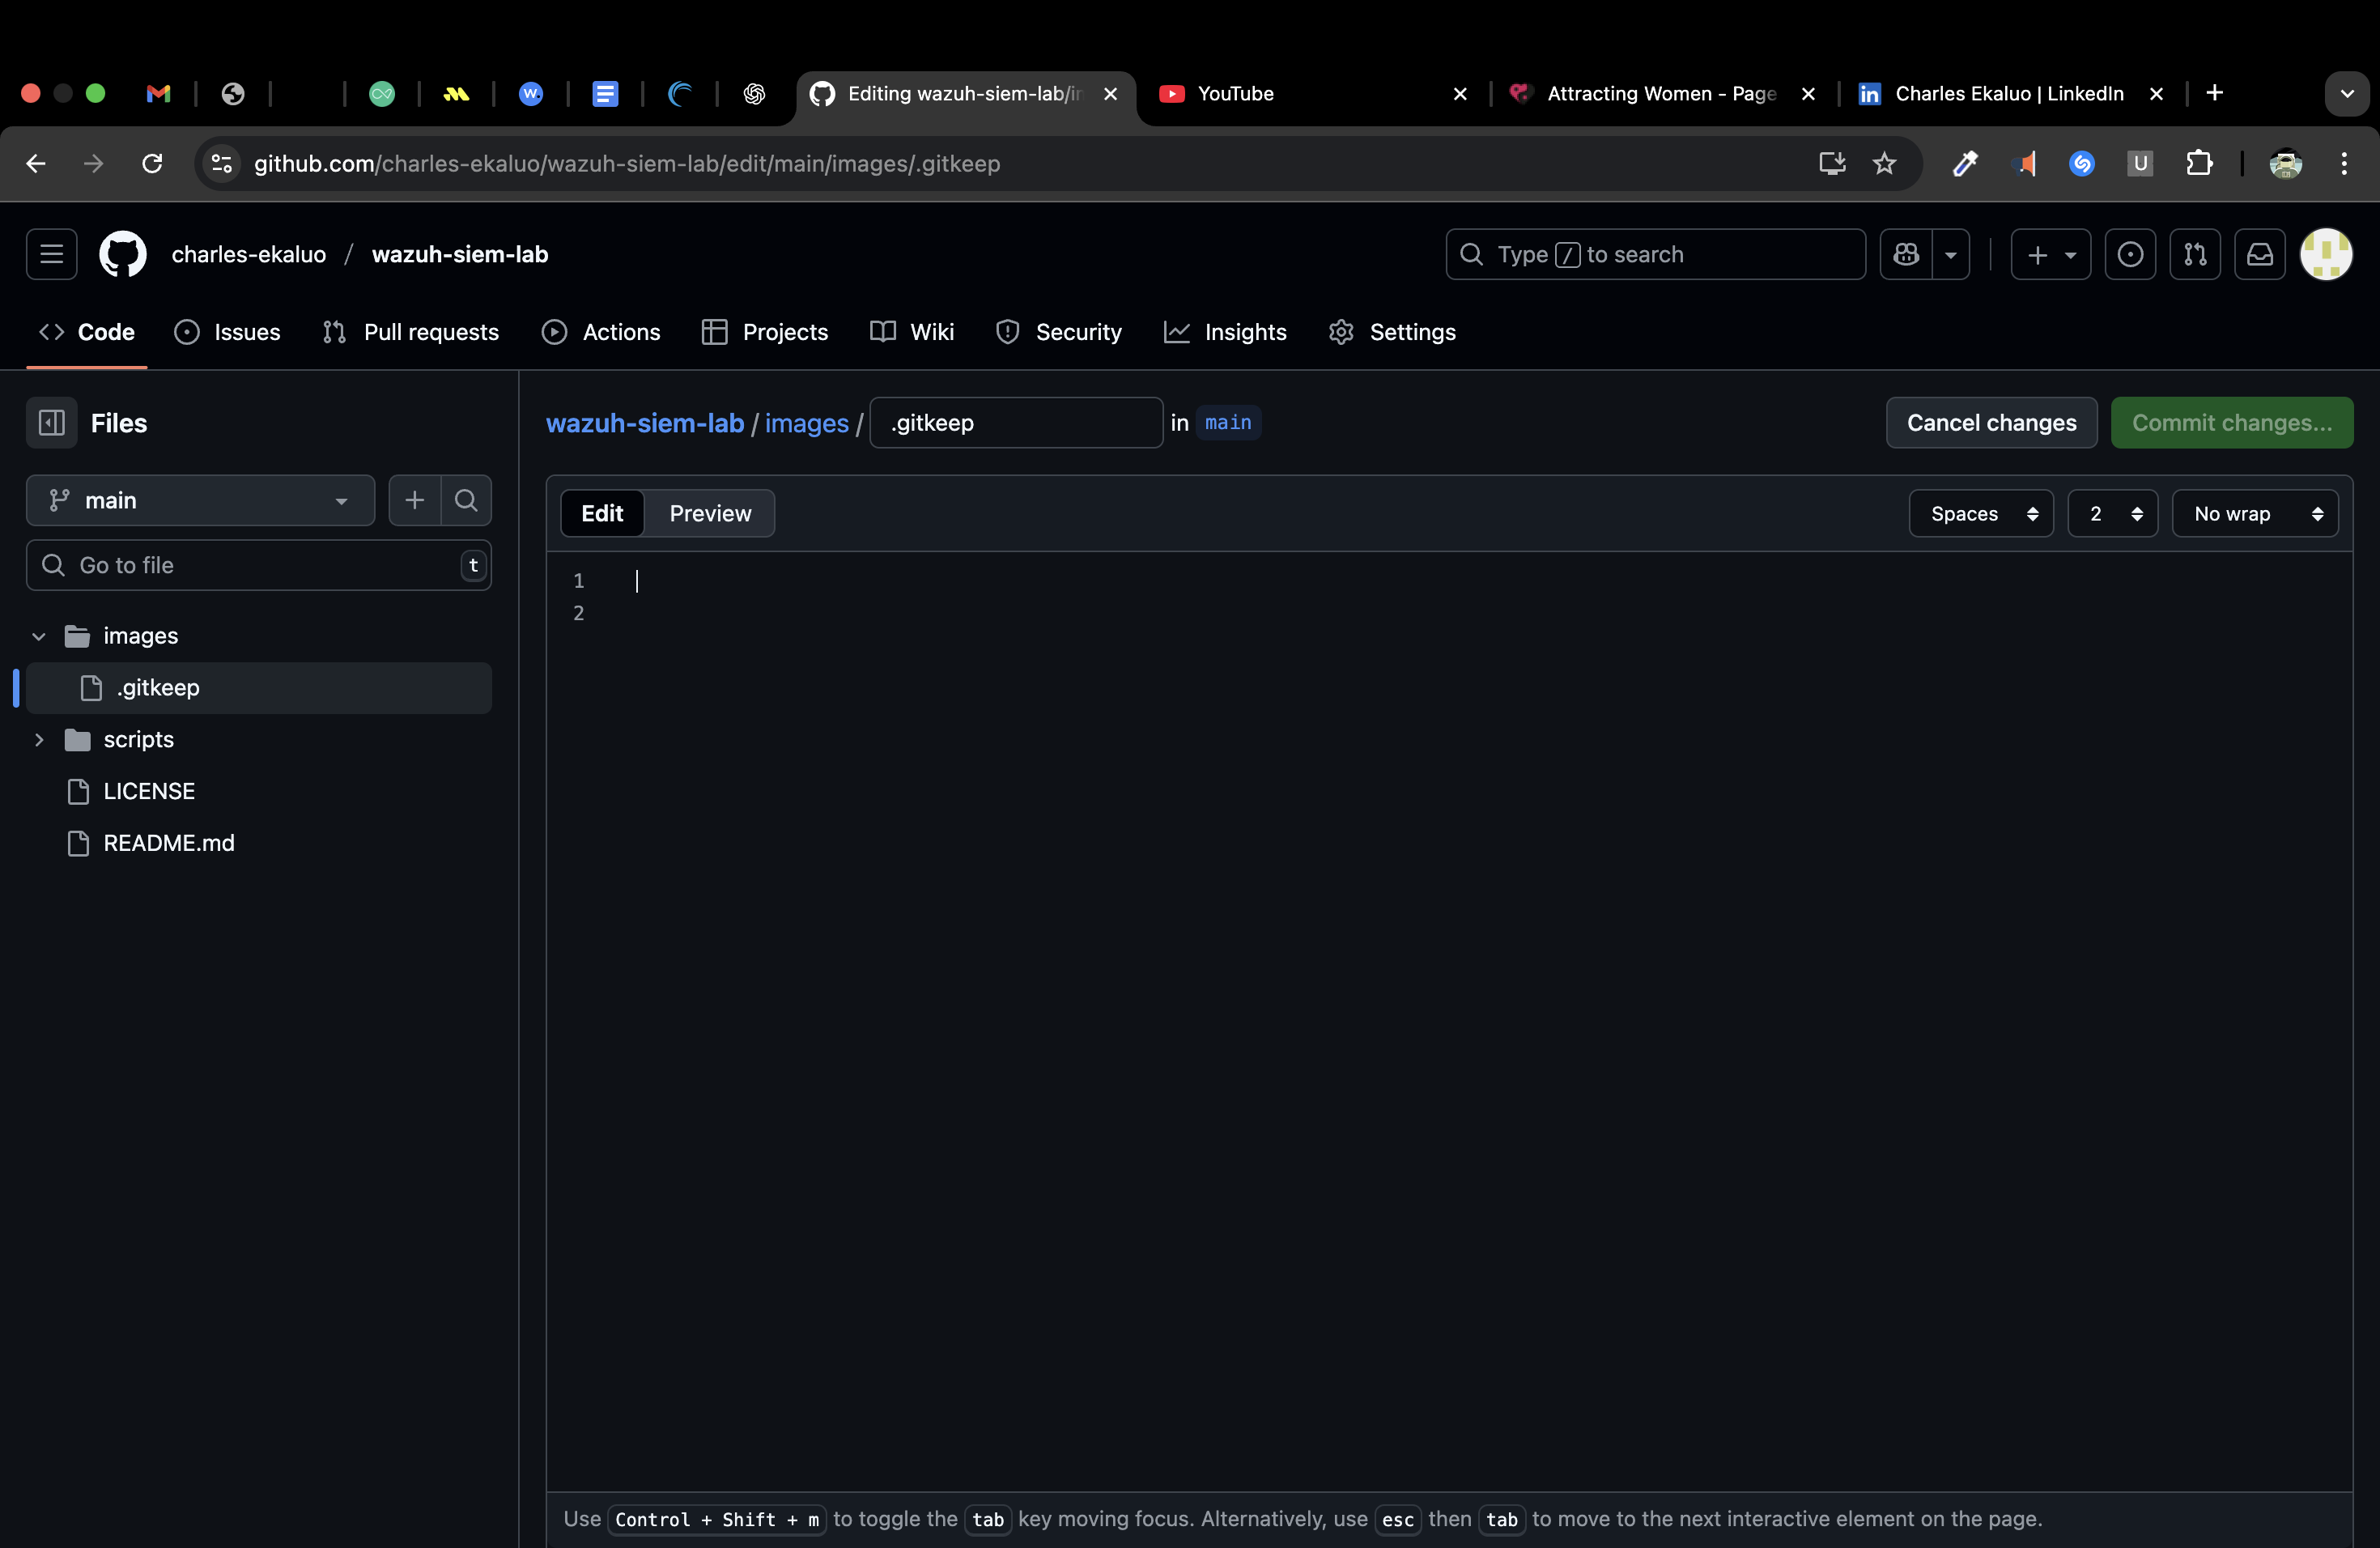 Editing wazuh-siem-lab/in
YouTube
Attracting Women - Page
Charles Ekaluo | LinkedIn
github.com/charles-ekaluo/wazuh-siem-lab/edit/main/images/.gitkeep
U
charles-ekaluo / wazuh-siem-lab
Type / to search
Code
Issues
Pull requests
Actions
Projects
Wiki
Security
Insights
Settings
Files
wazuh-siem-lab / images / .gitkeep in main
Cancel changes
Commit changes...
main
Edit
Preview
Spaces
2
No wrap
Go to file
t
1
2
images
.gitkeep
scripts
LICENSE
README.md
Use Control + Shift + m to toggle the tab key moving focus. Alternatively, use esc then tab to move to the next interactive element on the page.